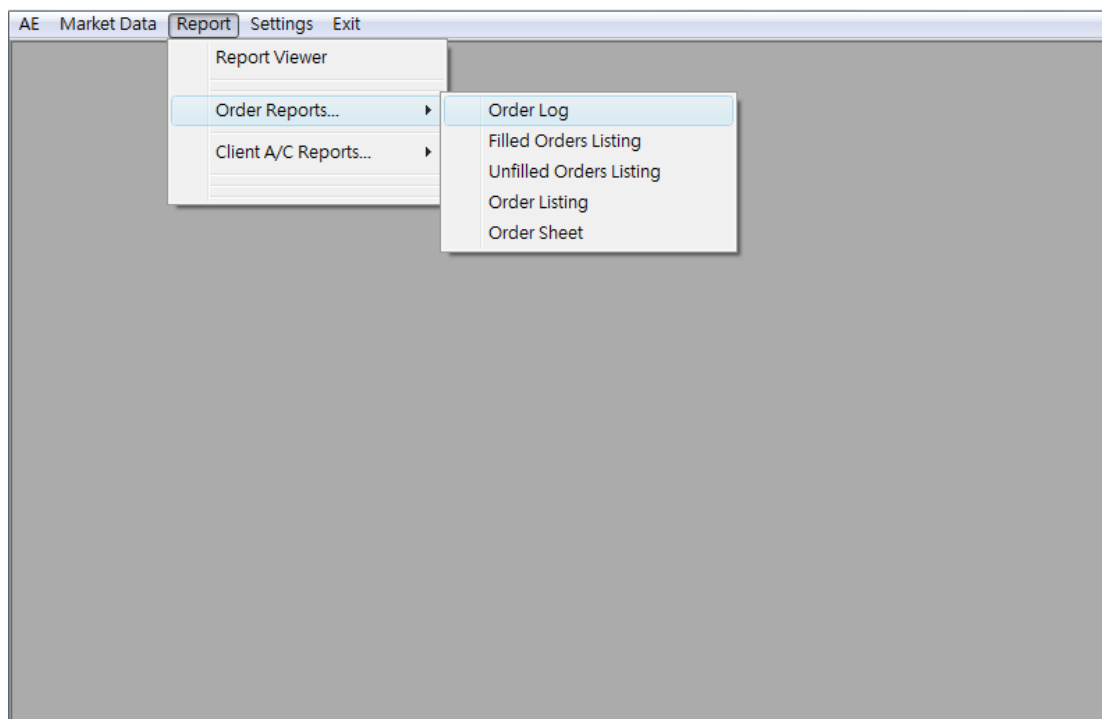 AE Market Data Report Settings Exit
Report Viewer
Order Reports...
Client A/C Reports...
Order Log
Filled Orders Listing
Unfilled Orders Listing
Order Listing
Order Sheet